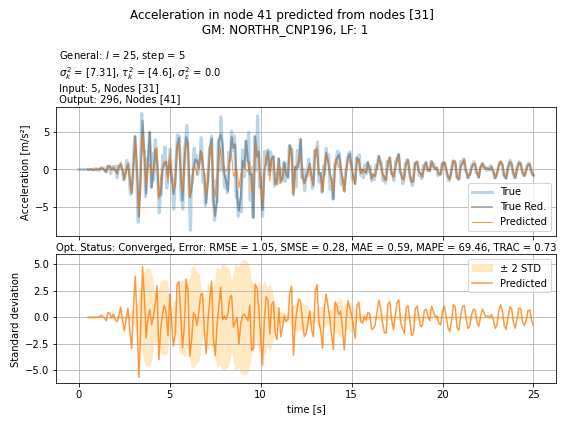 Acceleration in node 41 predicted from nodes [31]
GM: NORTHR_CNP196, LF: 1
General: l = 25, step = 5
σ²ₖ = [7.31], τ²ₖ = [4.6], σ²ε = 0.0
Input: 5, Nodes [31]
Output: 296, Nodes [41]
Acceleration [m/s²]
5
0
−5
True
True Red.
Predicted
Opt. Status: Converged, Error: RMSE = 1.05, SMSE = 0.28, MAE = 0.59, MAPE = 69.46, TRAC = 0.73
Standard deviation
5.0
2.5
0.0
−2.5
−5.0
± 2 STD
Predicted
0 5 10 15 20 25
time [s]